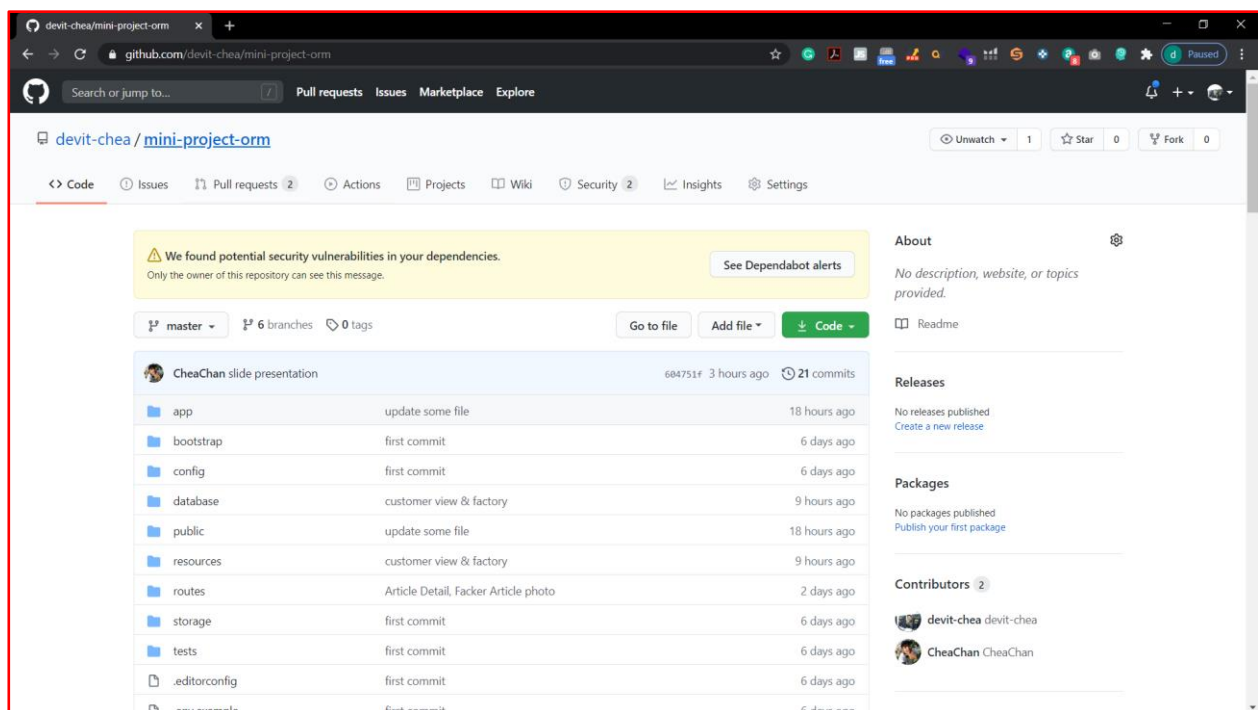 devit-chea/mini-project-orm
github.com/devit-chea/mini-project-orm
free
9
d Paused
Search or jump to... /
Pull requests Issues Marketplace Explore
devit-chea / mini-project-orm
Unwatch 1 Star 0 Fork 0
Code Issues Pull requests 2 Actions Projects Wiki Security 2 Insights Settings
We found potential security vulnerabilities in your dependencies.
Only the owner of this repository can see this message.
See Dependabot alerts
master 6 branches 0 tags Go to file Add file Code
CheaChan slide presentation 604751f 3 hours ago 21 commits
app update some file 18 hours ago
bootstrap first commit 6 days ago
config first commit 6 days ago
database customer view & factory 9 hours ago
public update some file 18 hours ago
resources customer view & factory 9 hours ago
routes Article Detail, Facker Article photo 2 days ago
storage first commit 6 days ago
tests first commit 6 days ago
.editorconfig first commit 6 days ago
.env.example first commit 6 days ago
About
No description, website, or topics
provided.
Readme
Releases
No releases published
Create a new release
Packages
No packages published
Publish your first package
Contributors 2
devit-chea devit-chea
CheaChan CheaChan